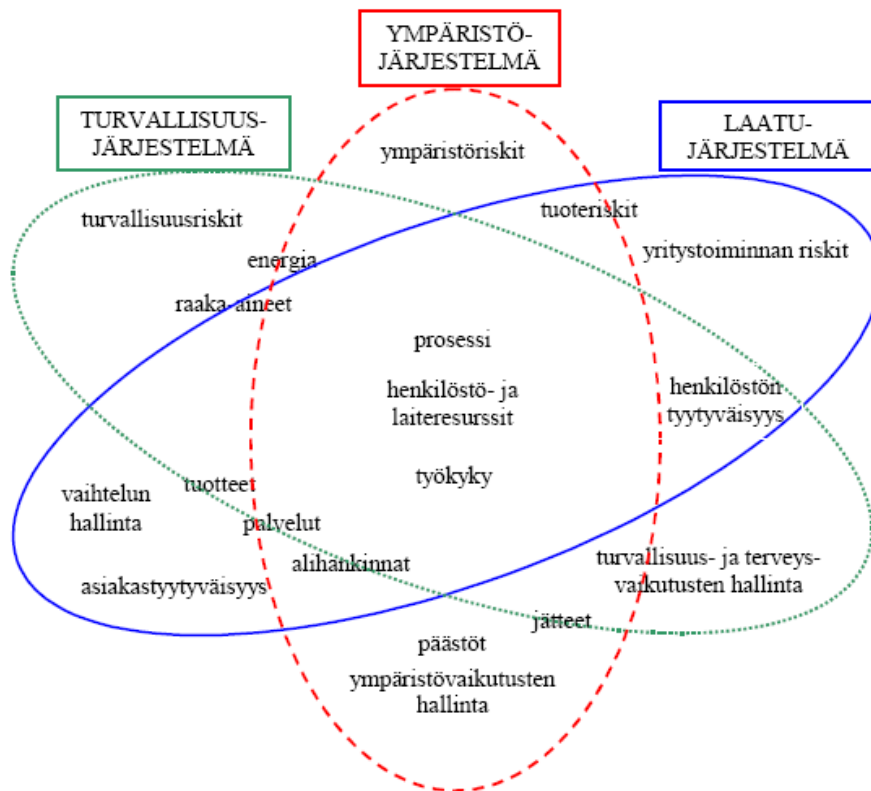 YMPÄRISTÖ-
JÄRJESTELMÄ
TURVALLISUUS-
JÄRJESTELMÄ
LAATU-
JÄRJESTELMÄ
ympäristöriskit
turvallisuusriskit
tuoteriskit
yritystoiminnan riskit
energia
raaka-aineet
prosessi
henkilöstö- ja
laiteresurssit
henkilöstön
tyytyväisyys
työkyky
tuotteet
vaihtelun
hallinta
palvelut
alihankinnat
asiakastyytyväisyys
turvallisuus- ja terveys-
vaikutusten hallinta
jätteet
päästöt
ympäristövaikutusten
hallinta